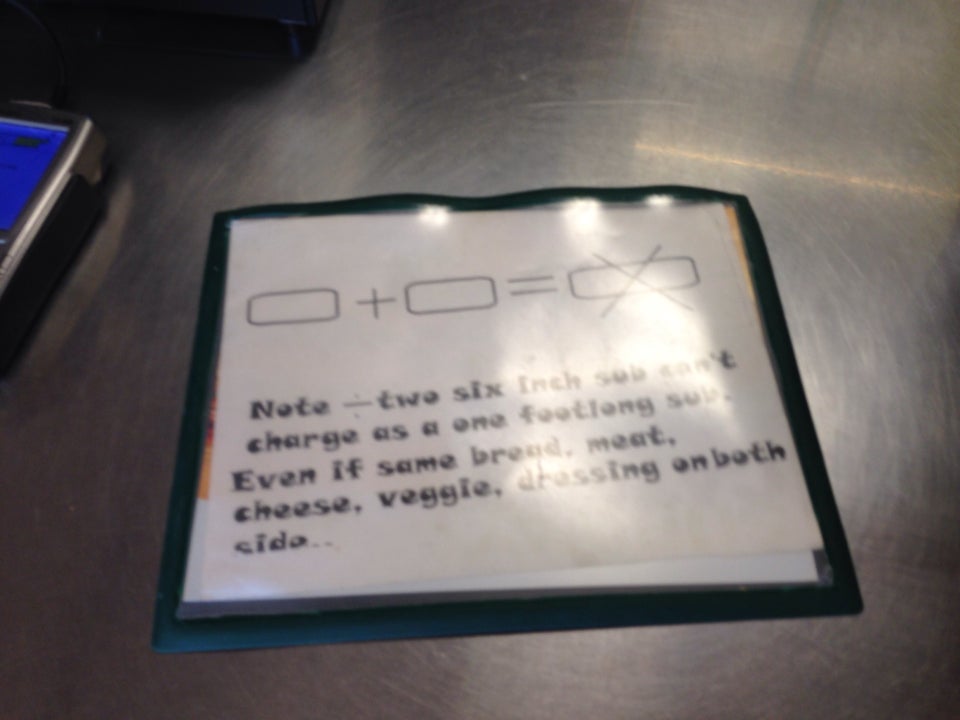 + =
Note ÷ two six inch sub can't
charge as a one footlong sub.
Even if same bread, meat,
cheese, veggie, dressing on both
side..